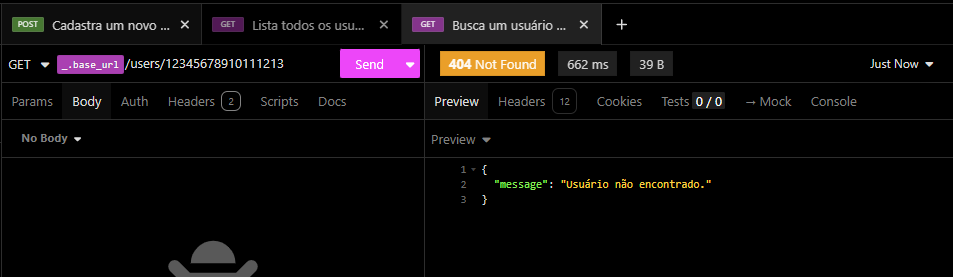 POST Cadastra um novo ... × GET Lista todos os usu... × GET Busca um usuário ... × +
GET _.base_url /users/12345678910111213 Send
404 Not Found 662 ms 39 B Just Now
Params Body Auth Headers 2 Scripts Docs
Preview Headers 12 Cookies Tests 0 / 0 → Mock Console
No Body
Preview
1 {
2 "message": "Usuário não encontrado."
3 }